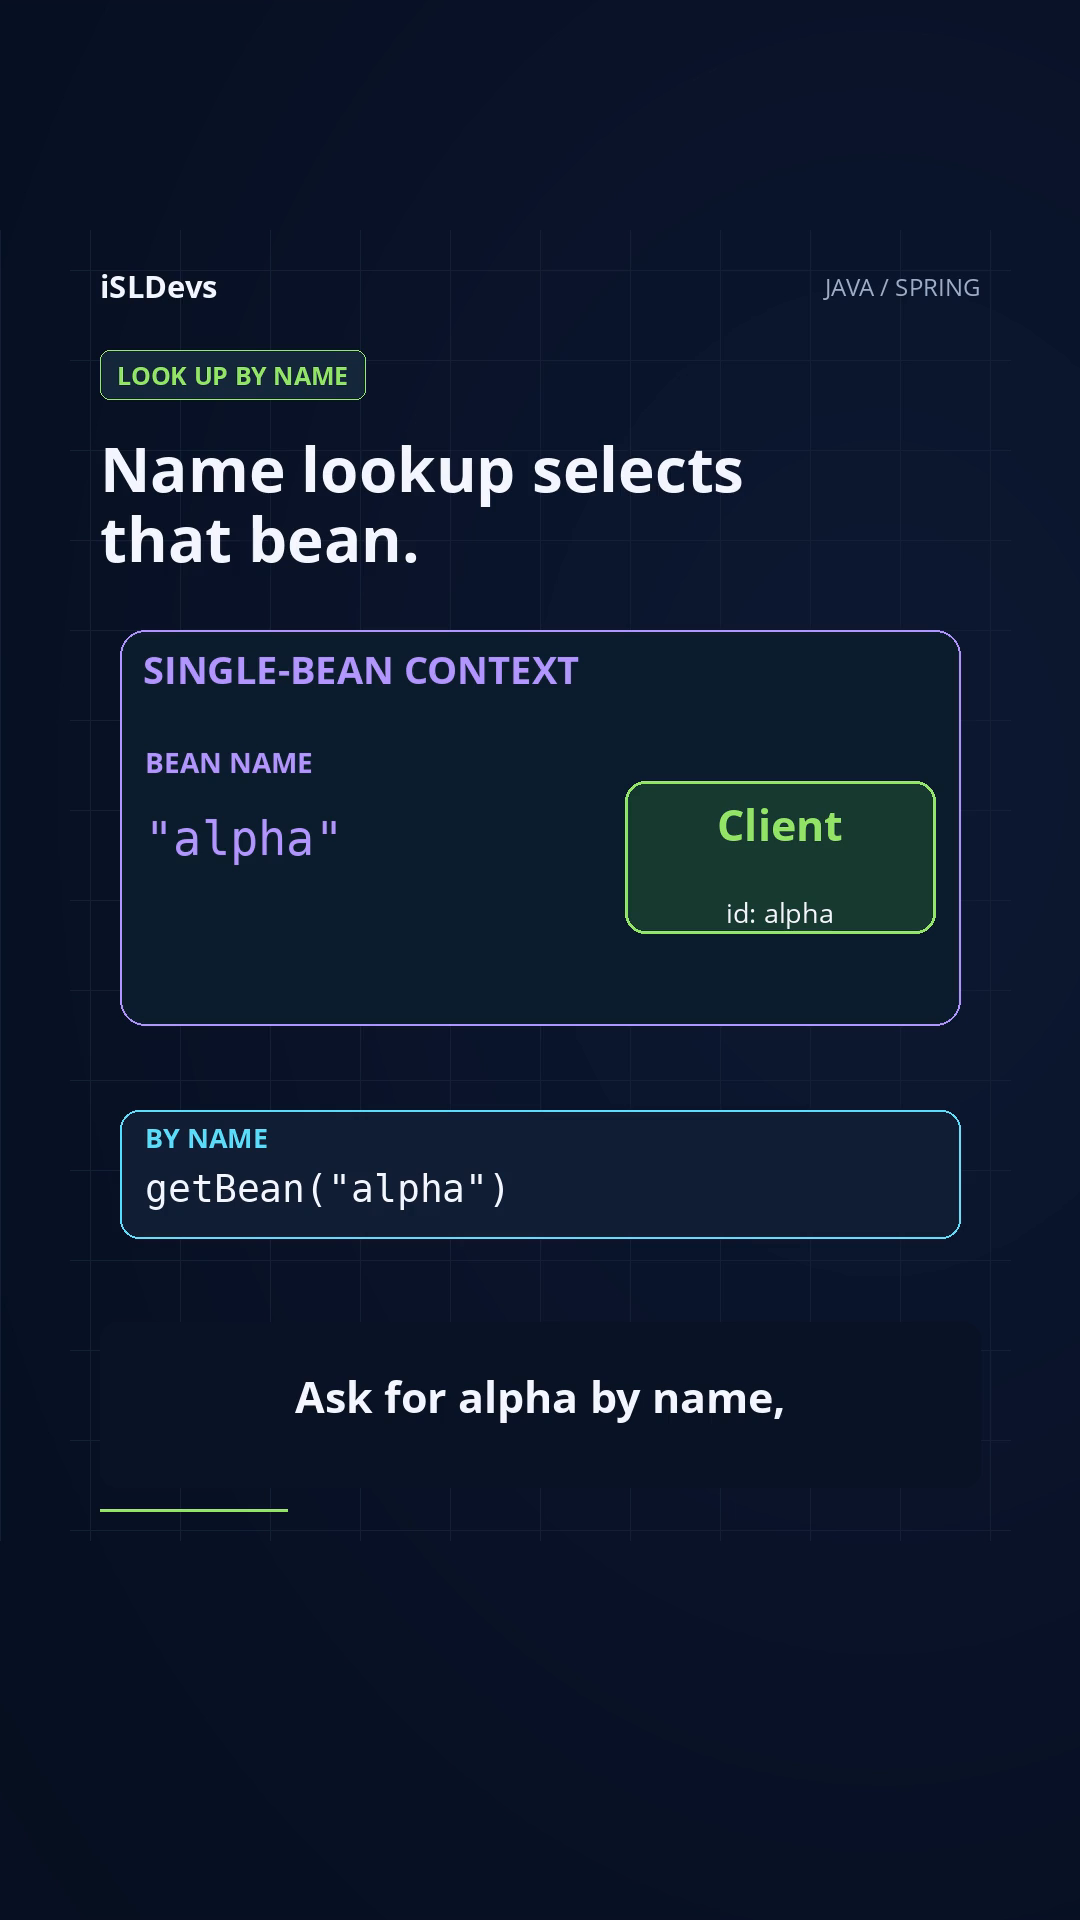 iSLDevs
JAVA / SPRING
LOOK UP BY NAME
Name lookup selects
that bean.
SINGLE-BEAN CONTEXT
BEAN NAME
"alpha"
Client
id: alpha
BY NAME
getBean("alpha")
Ask for alpha by name,